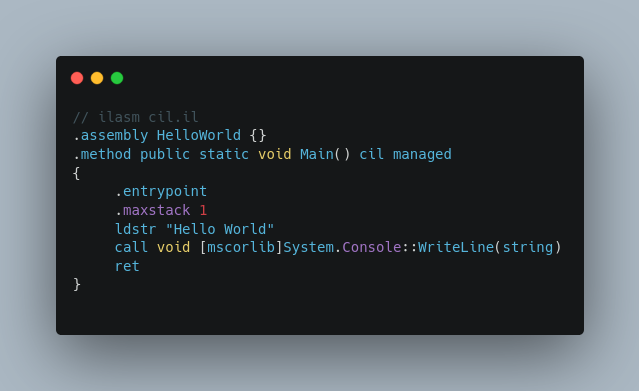 // ilasm cil.il
.assembly HelloWorld {}
.method public static void Main() cil managed
{
     .entrypoint
     .maxstack 1
     ldstr "Hello World"
     call void [mscorlib]System.Console::WriteLine(string)
     ret
}